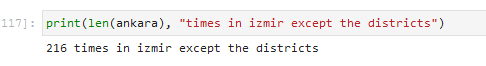 117]: print(len(ankara), "times in izmir except the districts")
216 times in izmir except the districts